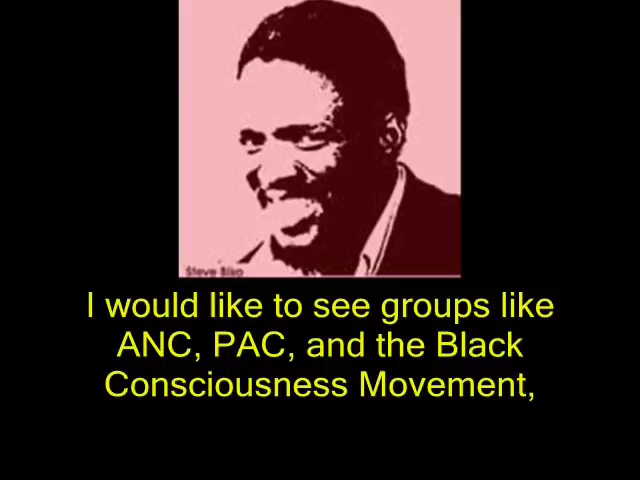 Steve Biko
I would like to see groups like
ANC, PAC, and the Black
Consciousness Movement,